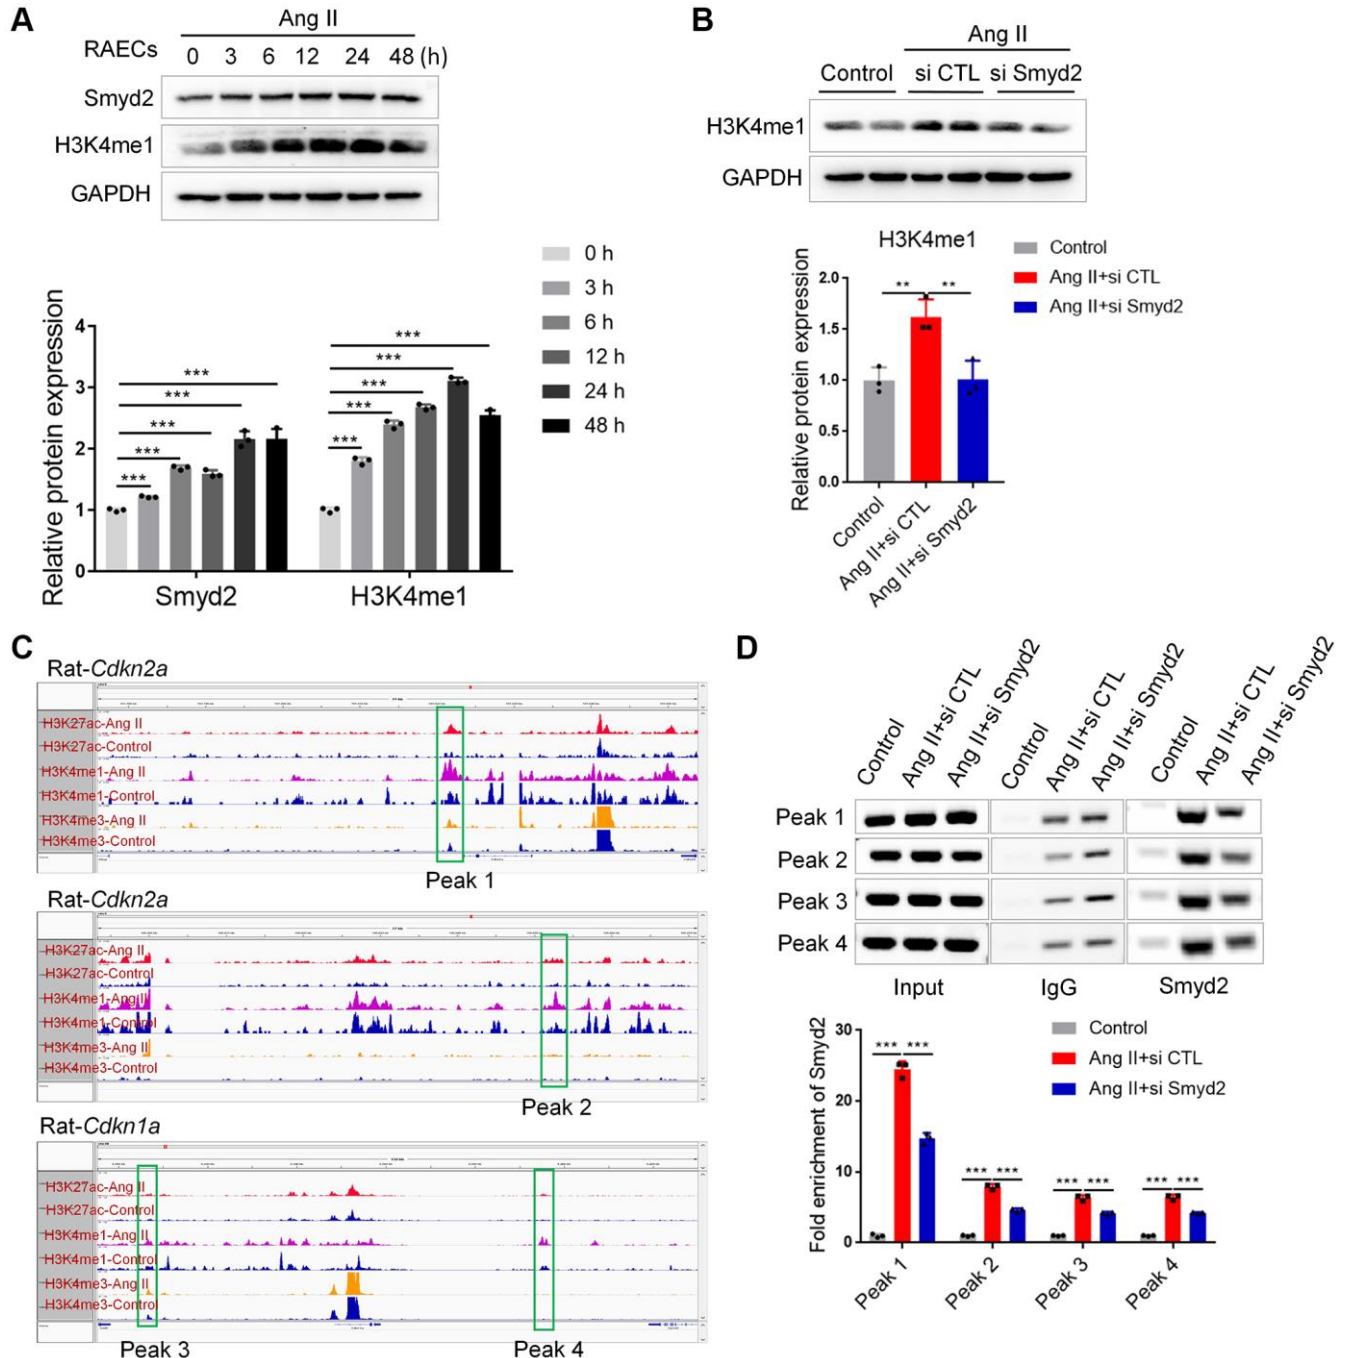 A
Ang II
RAECs 0 3 6 12 24 48 (h)
Smyd2
H3K4me1
GAPDH
0 h
3 h
6 h
12 h
24 h
48 h
Relative protein expression
4
3
2
1
0
*** *** *** *** ***
*** *** *** *** ***
Smyd2 H3K4me1
B
Ang II
Control si CTL si Smyd2
H3K4me1
GAPDH
H3K4me1
Control
Ang II+si CTL
Ang II+si Smyd2
Relative protein expression
2.0
1.5
1.0
0.5
0.0
** **
Control
Ang II+si CTL
Ang II+si Smyd2
C
Rat-Cdkn2a
H3K27ac-Ang II
H3K27ac-Control
H3K4me1-Ang II
H3K4me1-Control
H3K4me3-Ang II
H3K4me3-Control
Peak 1
Rat-Cdkn2a
H3K27ac-Ang II
H3K27ac-Control
H3K4me1-Ang II
H3K4me1-Control
H3K4me3-Ang II
H3K4me3-Control
Peak 2
Rat-Cdkn1a
H3K27ac-Ang II
H3K27ac-Control
H3K4me1-Ang II
H3K4me1-Control
H3K4me3-Ang II
H3K4me3-Control
Peak 3 Peak 4
D
Control Ang II+si CTL Ang II+si Smyd2 Control Ang II+si CTL Ang II+si Smyd2 Control Ang II+si CTL Ang II+si Smyd2
Peak 1
Peak 2
Peak 3
Peak 4
Input IgG Smyd2
Control
Ang II+si CTL
Ang II+si Smyd2
Fold enrichment of Smyd2
30
20
10
0
*** *** *** *** *** *** *** ***
Peak 1 Peak 2 Peak 3 Peak 4